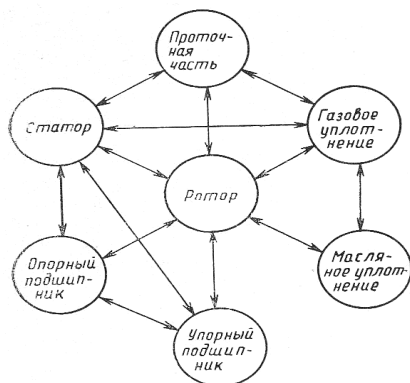 Проточ-
ная
часть
Статор
Газовое
уплот-
нение
Ротор
Опорный
подшип-
ник
Масля-
ное уплот-
нение
Упорный
подшип-
ник